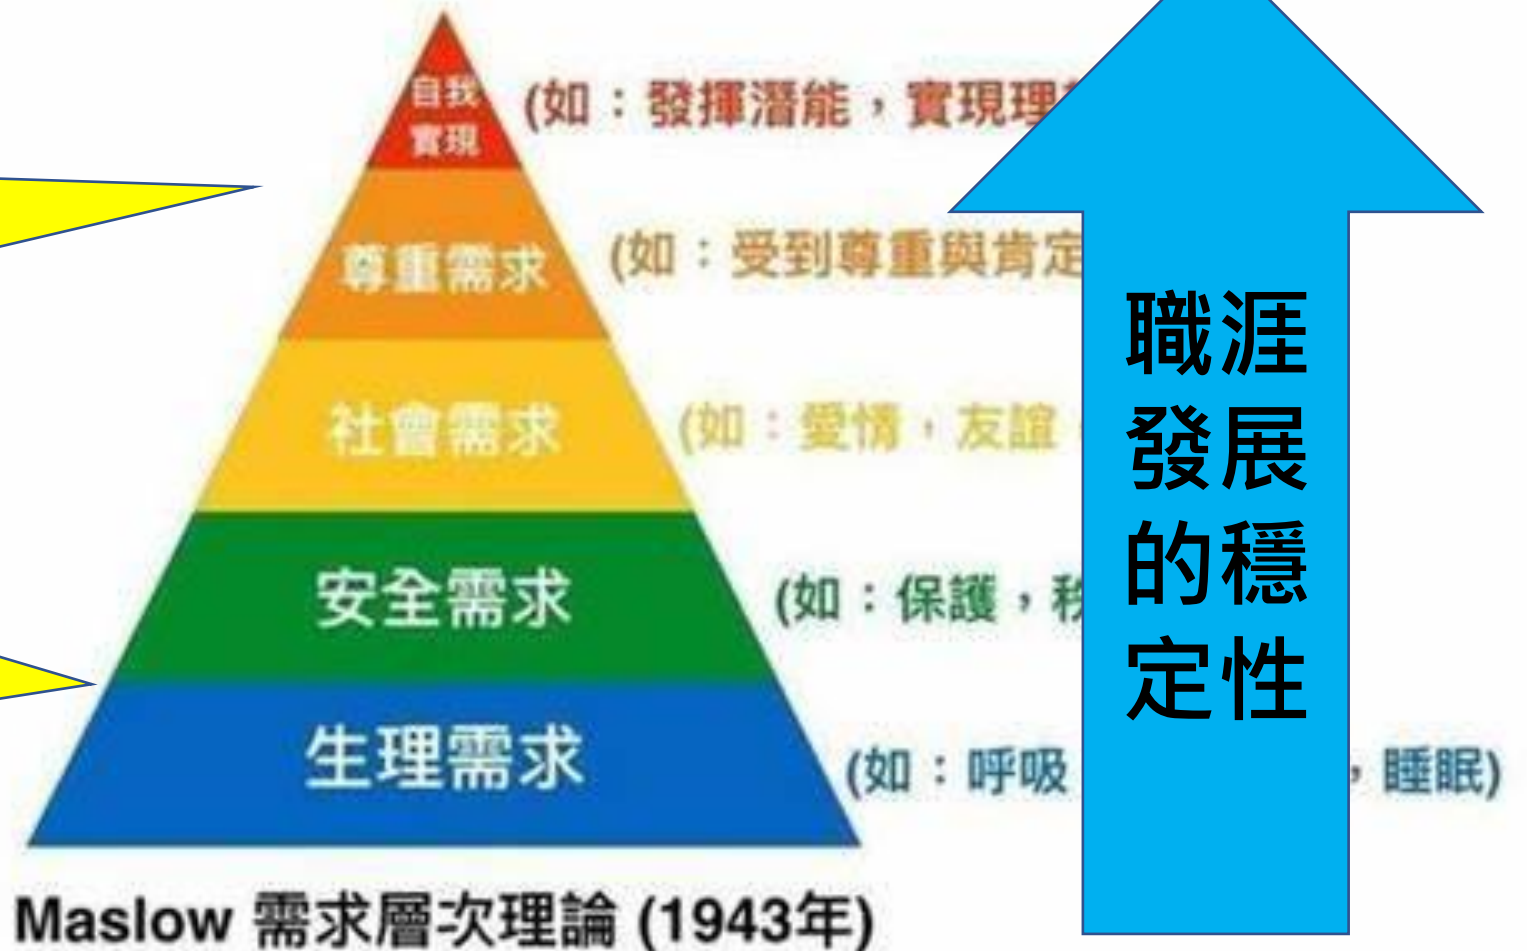 自我
實現
(如：發揮潛能，實現理
尊重需求
(如：受到尊重與肯定
社會需求
(如：愛情，友誼
安全需求
(如：保護，
生理需求
(如：呼吸
，睡眠)
Maslow 需求層次理論 (1943年)
職涯
發展
的穩
定性